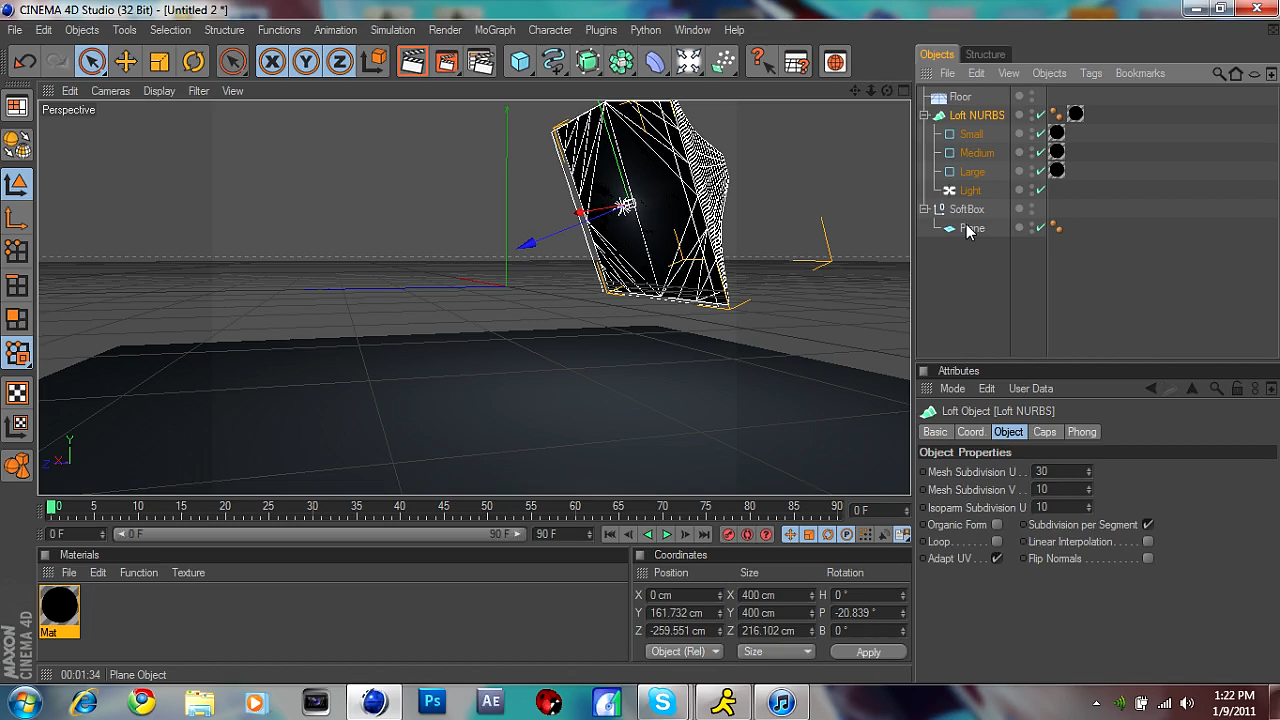 CINEMA 4D Studio (32 Bit) - [Untitled 2 *]
File Edit Objects Tools Selection Structure Functions Animation Simulation Render MoGraph Character Plugins Python Window Help
X Y Z
Objects Structure
File Edit View Objects Tags Bookmarks
Edit Cameras Display Filter View
Perspective
Floor
Loft NURBS
Small
Medium
Large
Light
SoftBox
Plane
Y
Z X
Attributes
Mode Edit User Data
Loft Object [Loft NURBS]
Basic Coord. Object Caps Phong
Object Properties
Mesh Subdivision U . . 30
Mesh Subdivision V . . 10
Isoparm Subdivision U 10
Organic Form Subdivision per Segment
Loop Linear Interpolation
Adapt UV Flip Normals
0 5 10 15 20 25 30 35 40 45 50 55 60 65 70 75 80 85 90 0 F
0 F 0 F 90 F 90 F
Materials
File Edit Function Texture
Mat
Coordinates
Position Size Rotation
X 0 cm X 400 cm H 0 °
Y 161.732 cm Y 400 cm P -20.839 °
Z -259.551 cm Z 216.102 cm B 0 °
Object (Rel) Size Apply
MAXON CINEMA 4D
00:01:34 Plane Object
Ps Ae
1:22 PM
1/9/2011